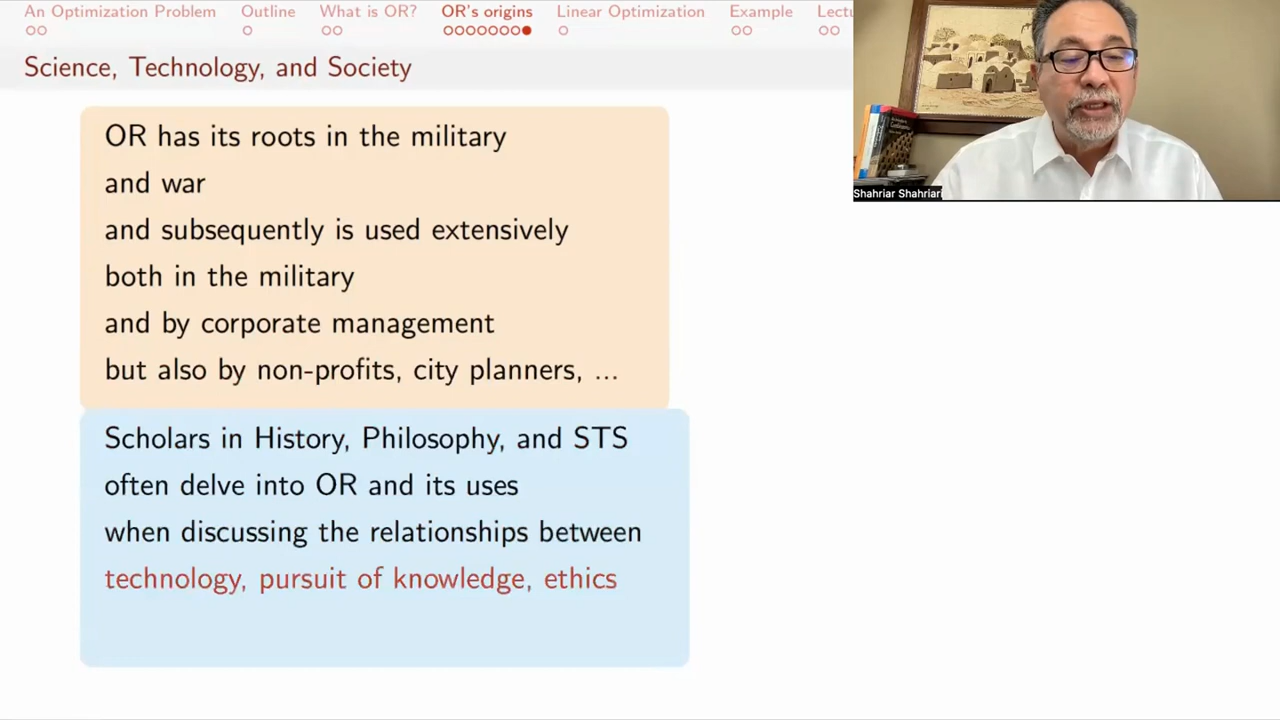 An Optimization Problem Outline What is OR? OR's origins Linear Optimization Example Lectu
Science, Technology, and Society
OR has its roots in the military
and war
and subsequently is used extensively
both in the military
and by corporate management
but also by non-profits, city planners, ...
Scholars in History, Philosophy, and STS
often delve into OR and its uses
when discussing the relationships between
technology, pursuit of knowledge, ethics
Shahriar Shahriari